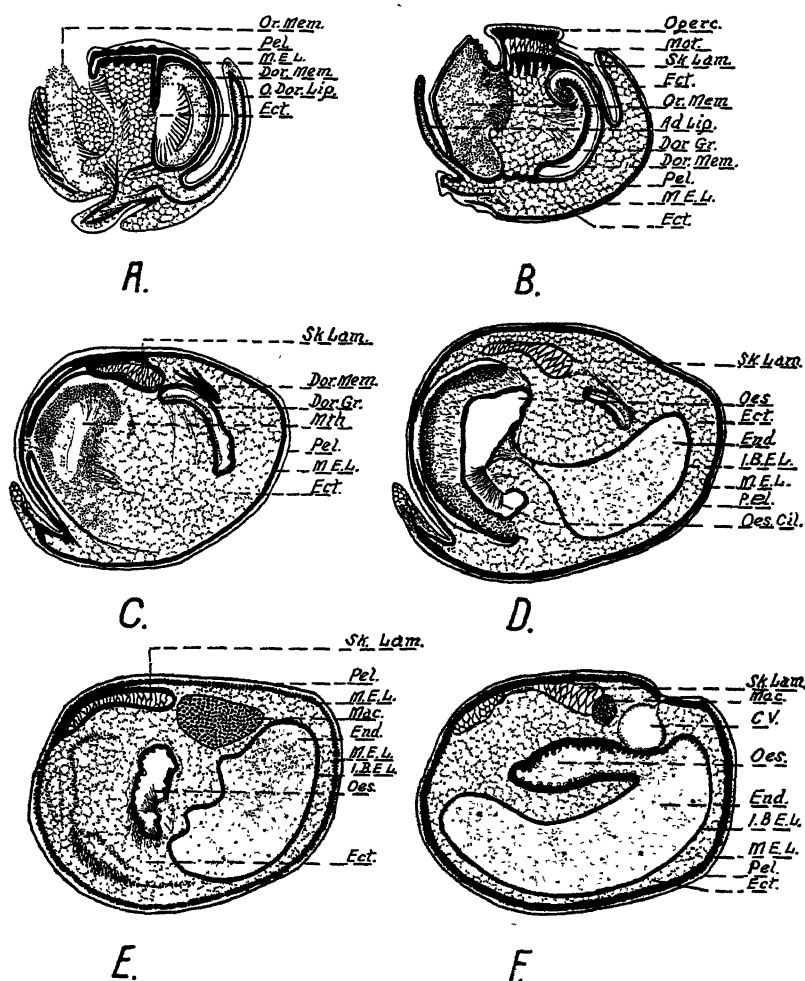 Or. Mem.
Pel.
M.E.L.
Dor. Mem.
O. Dor. Lip.
Ect.
A.
Operc.
Mot.
Sk Lam.
Ect.
Or. Mem
Ad Lip.
Dor Gr.
Dor. Mem.
Pel.
M.E.L.
Ect.
B.
Sk Lam.
Dor. Mem.
Dor. Gr.
Mth.
Pel.
M.E.L.
Ect.
C.
Sk Lam.
Oes.
Ect.
End.
I.B.E.L.
M.E.L.
Pel.
Oes. Cil.
D.
Sk. Lam.
Pel.
M.E.L.
Mac.
End.
M.E.L.
I.B.E.L.
Oes.
Ect.
E.
Sk Lam.
Mac.
C.V.
Oes.
End.
I.B.E.L.
M.E.L.
Pel.
Ect.
F.